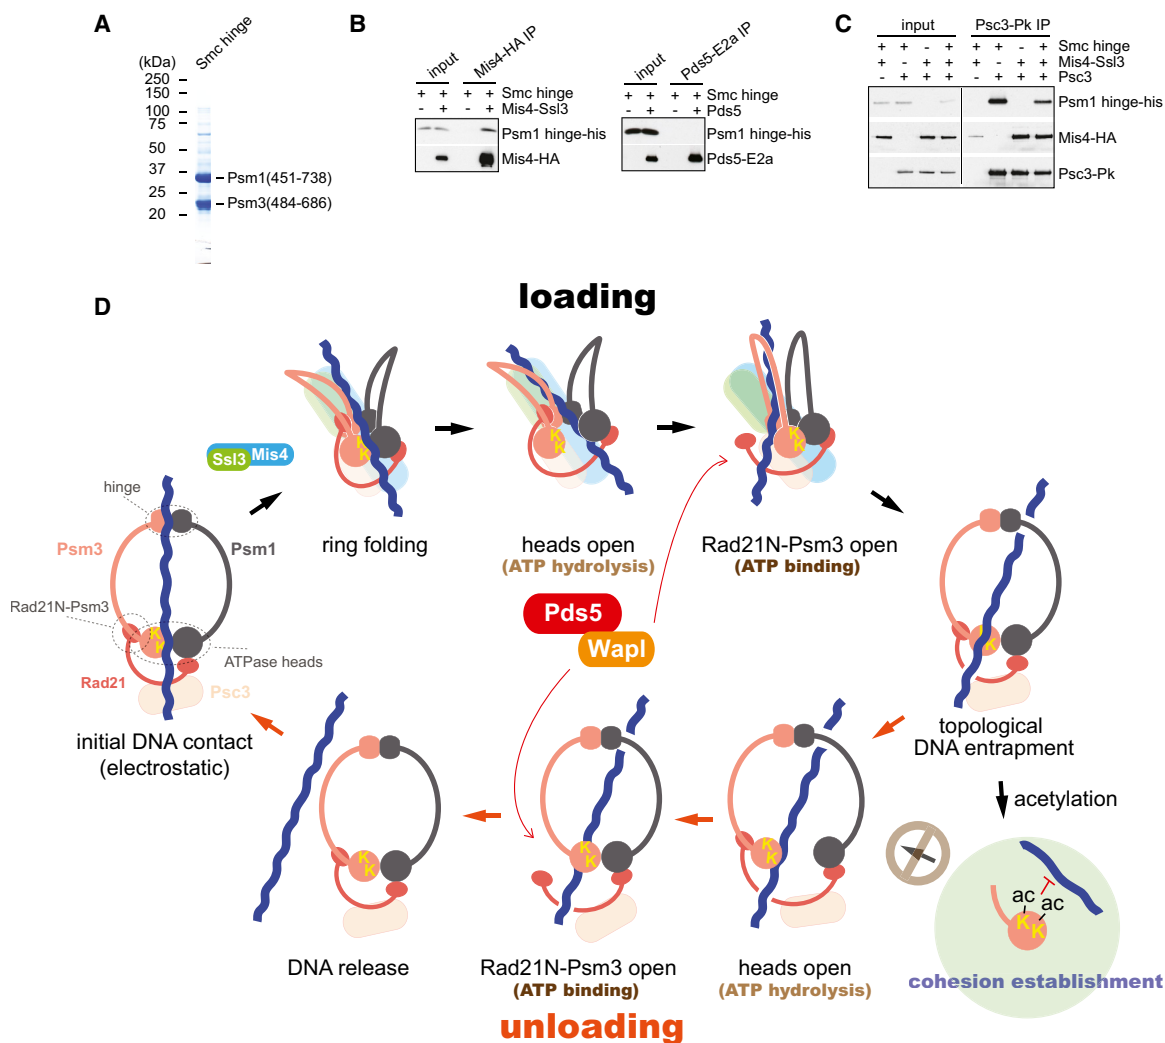 A
(kDa)
Smc hinge
250
150
100
75
50
37
25
20
Psm1(451-738)
Psm3(484-686)
B
input
Mis4-HA IP
+ + + + Smc hinge
- + - + Mis4-Ssl3
Psm1 hinge-his
Mis4-HA
input
Pds5-E2a IP
+ + + + Smc hinge
- + - + Pds5
Psm1 hinge-his
Pds5-E2a
C
input
Psc3-Pk IP
+ + - + + + - + Smc hinge
+ - + + + - + + Mis4-Ssl3
- + + + - + + + Psc3
Psm1 hinge-his
Mis4-HA
Psc3-Pk
D
loading
Ssl3 Mis4
hinge
Psm3
Psm1
Rad21N-Psm3
ATPase heads
Rad21
Psc3
K
K
initial DNA contact
(electrostatic)
K
K
ring folding
K
K
heads open
(ATP hydrolysis)
K
K
Rad21N-Psm3 open
(ATP binding)
Pds5
Wapl
K
K
topological
DNA entrapment
acetylation
ac
ac
K
K
cohesion establishment
K
K
heads open
(ATP hydrolysis)
K
K
Rad21N-Psm3 open
(ATP binding)
K
K
DNA release
unloading